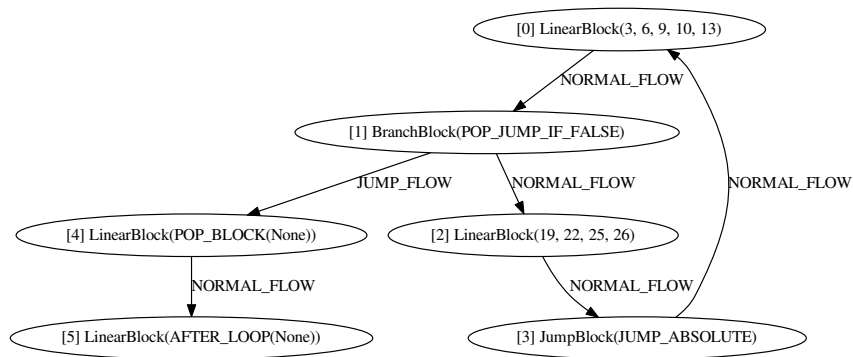 [0] LinearBlock(3, 6, 9, 10, 13)
NORMAL_FLOW
[1] BranchBlock(POP_JUMP_IF_FALSE)
JUMP_FLOW
NORMAL_FLOW
NORMAL_FLOW
[4] LinearBlock(POP_BLOCK(None))
[2] LinearBlock(19, 22, 25, 26)
NORMAL_FLOW
NORMAL_FLOW
[5] LinearBlock(AFTER_LOOP(None))
[3] JumpBlock(JUMP_ABSOLUTE)